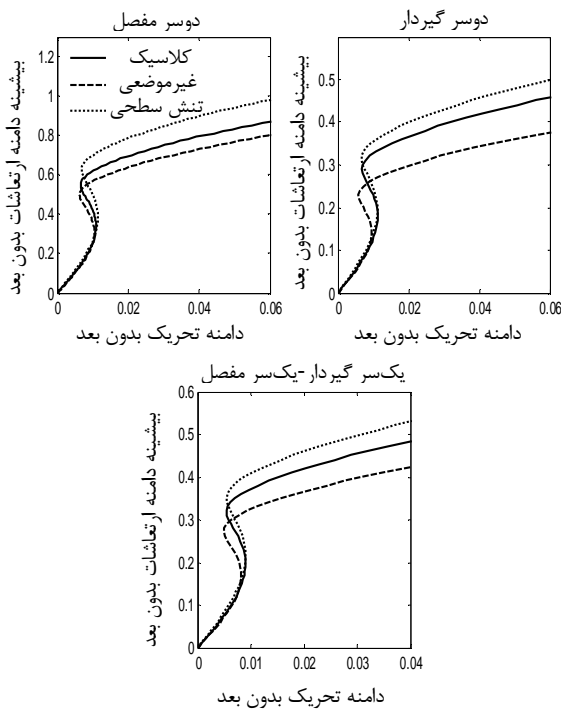 دوسر مفصل
بیشینه دامنه ارتعاشات بدون بعد
1.2
1
0.8
0.6
0.4
0.2
0
کلاسیک
غیرموضعی
تنش سطحی
0 0.02 0.04 0.06
دامنه تحریک بدون بعد
دوسر گیردار
بیشینه دامنه ارتعاشات بدون بعد
0.5
0.4
0.3
0.2
0.1
0
0 0.02 0.04 0.06
دامنه تحریک بدون بعد
یک‌سر گیردار-یک‌سر مفصل
بیشینه دامنه ارتعاشات بدون بعد
0.6
0.5
0.4
0.3
0.2
0.1
0
0 0.01 0.02 0.03 0.04
دامنه تحریک بدون بعد